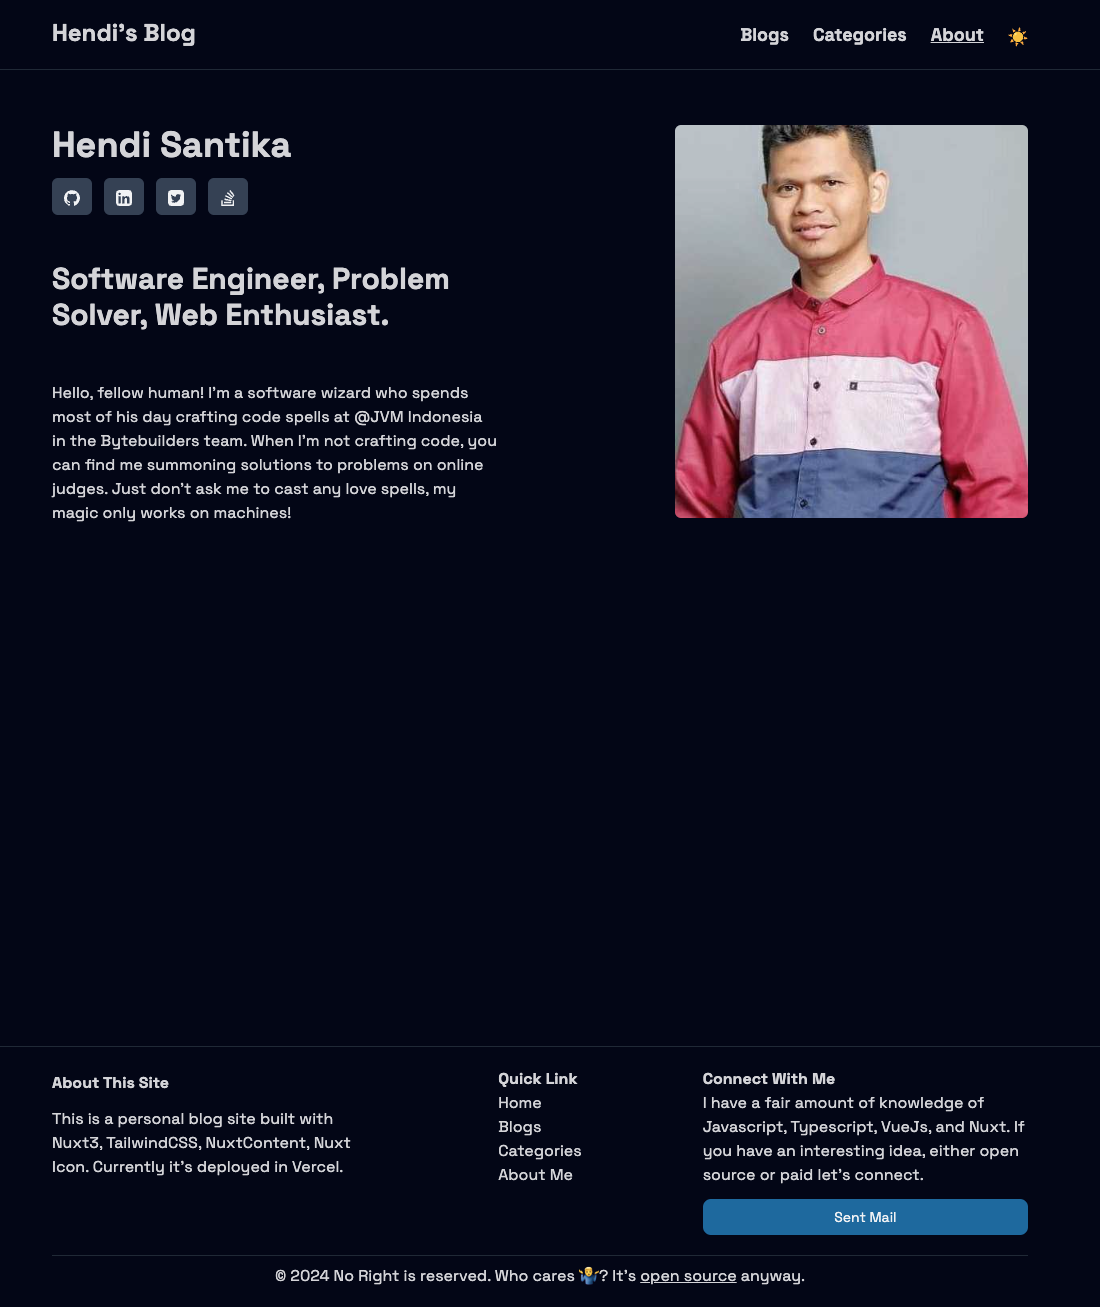 Hendi's Blog
Blogs Categories About ☀️
Hendi Santika
Software Engineer, Problem
Solver, Web Enthusiast.
Hello, fellow human! I'm a software wizard who spends
most of his day crafting code spells at @JVM Indonesia
in the Bytebuilders team. When I'm not crafting code, you
can find me summoning solutions to problems on online
judges. Just don't ask me to cast any love spells, my
magic only works on machines!
About This Site
This is a personal blog site built with
Nuxt3, TailwindCSS, NuxtContent, Nuxt
Icon. Currently it's deployed in Vercel.
Quick Link
Home
Blogs
Categories
About Me
Connect With Me
I have a fair amount of knowledge of
Javascript, Typescript, VueJs, and Nuxt. If
you have an interesting idea, either open
source or paid let's connect.
Sent Mail
© 2024 No Right is reserved. Who cares 🤷‍♂️? It's open source anyway.